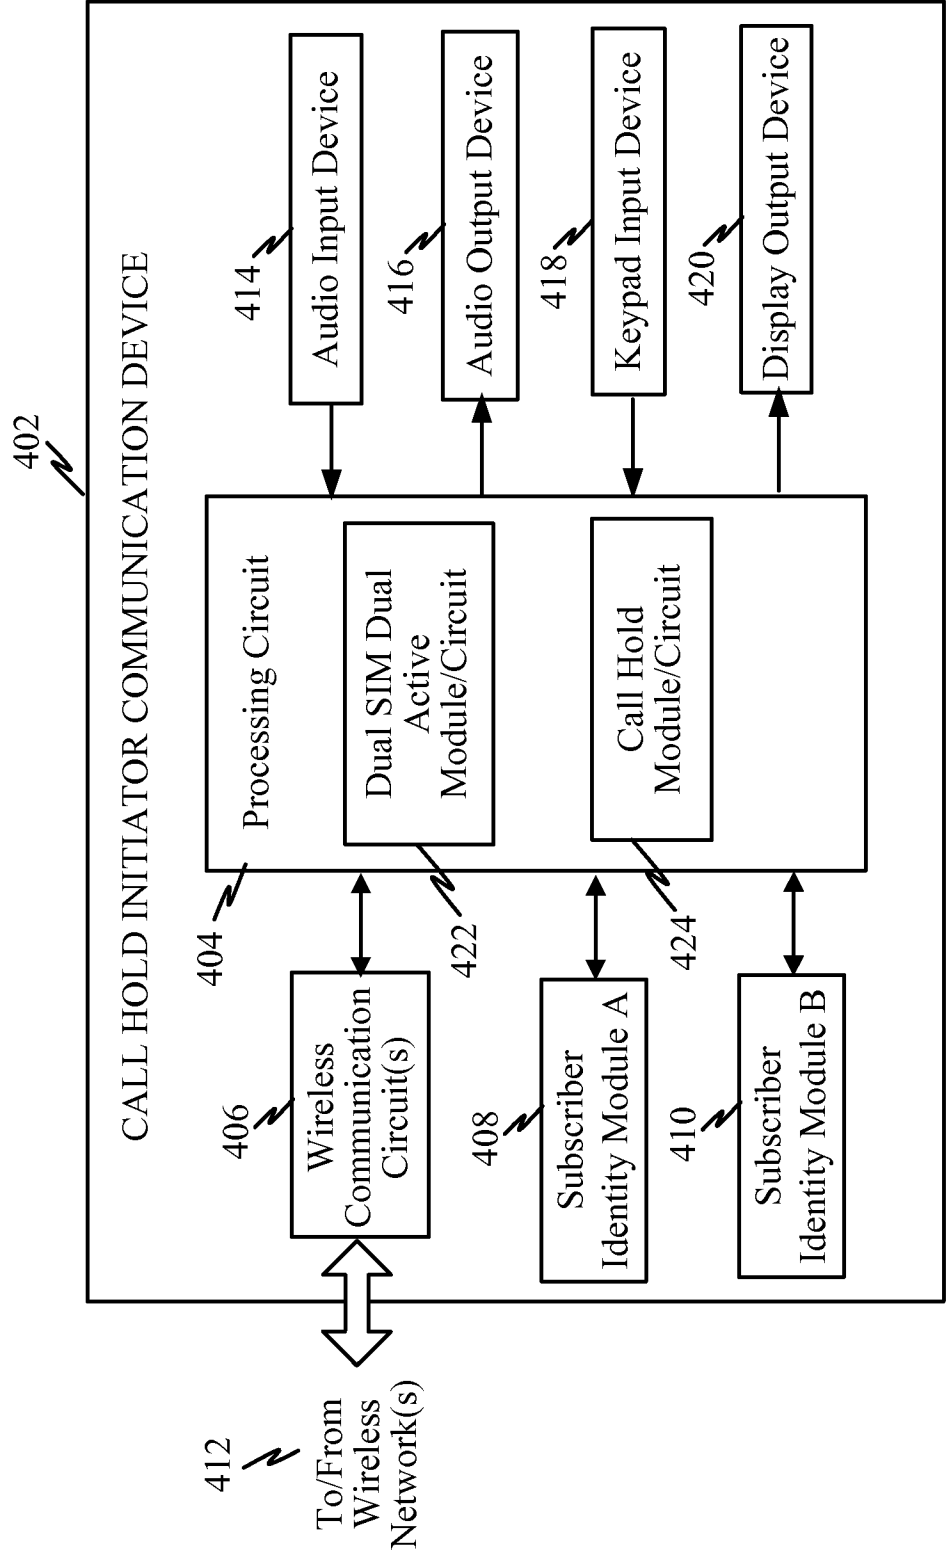 402
CALL HOLD INITIATOR COMMUNICATION DEVICE
412
To/From
Wireless
Network(s)
406
Wireless
Communication
Circuit(s)
408
Subscriber
Identity Module A
410
Subscriber
Identity Module B
404
Processing Circuit
422
Dual SIM Dual
Active
Module/Circuit
424
Call Hold
Module/Circuit
414
Audio Input Device
416
Audio Output Device
418
Keypad Input Device
420
Display Output Device